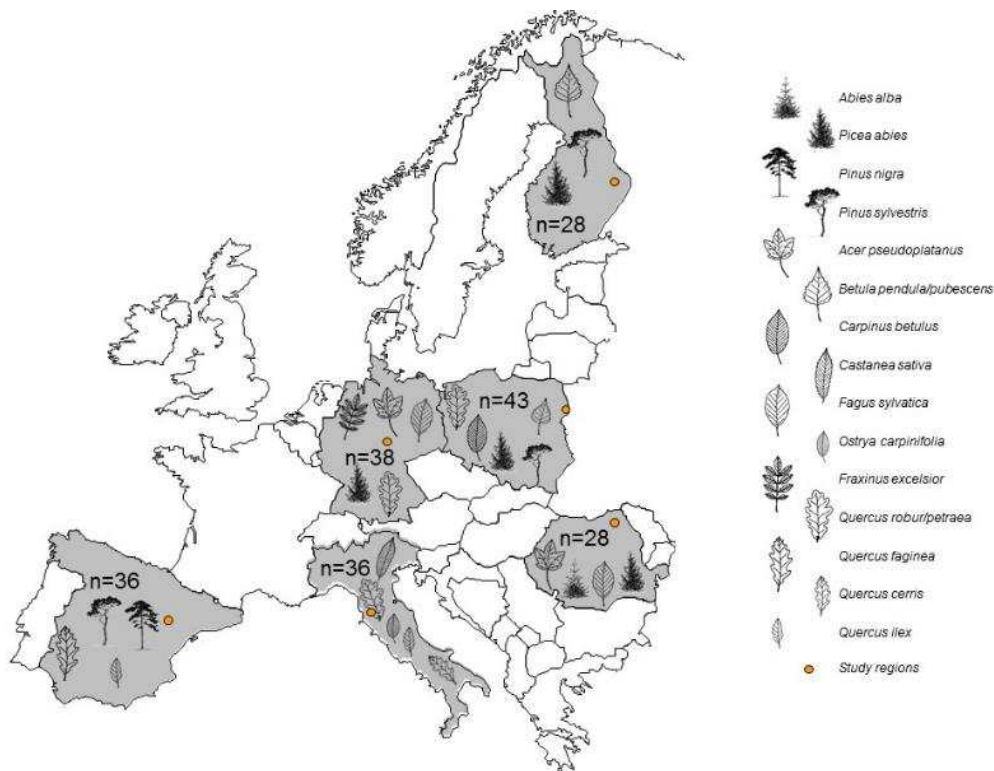 n=28
n=43
n=38
n=28
n=36
n=36
Abies alba
Picea abies
Pinus nigra
Pinus sylvestris
Acer pseudoplatanus
Betula pendula/pubescens
Carpinus betulus
Castanea sativa
Fagus sylvatica
Ostrya carpinifolia
Fraxinus excelsior
Quercus robur/petraea
Quercus faginea
Quercus cerris
Quercus ilex
Study regions